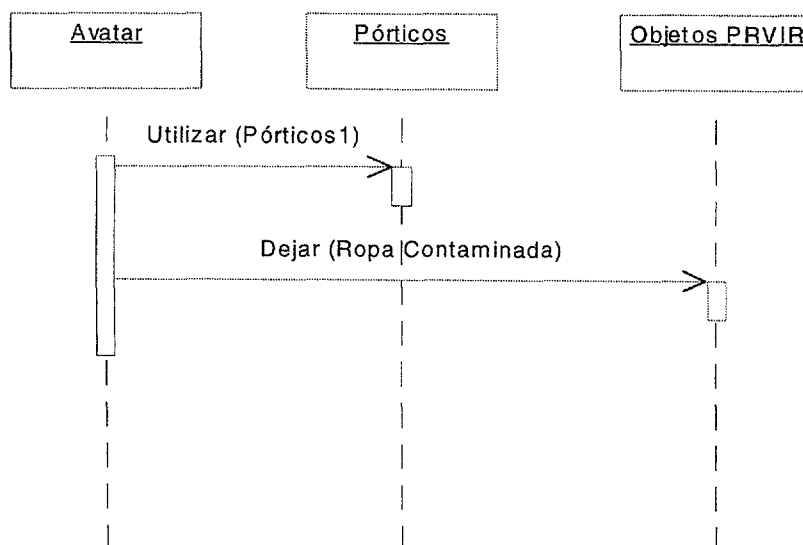 Avatar
Pórticos
Objetos PRVIR
Utilizar (Pórticos1)
Dejar (Ropa Contaminada)